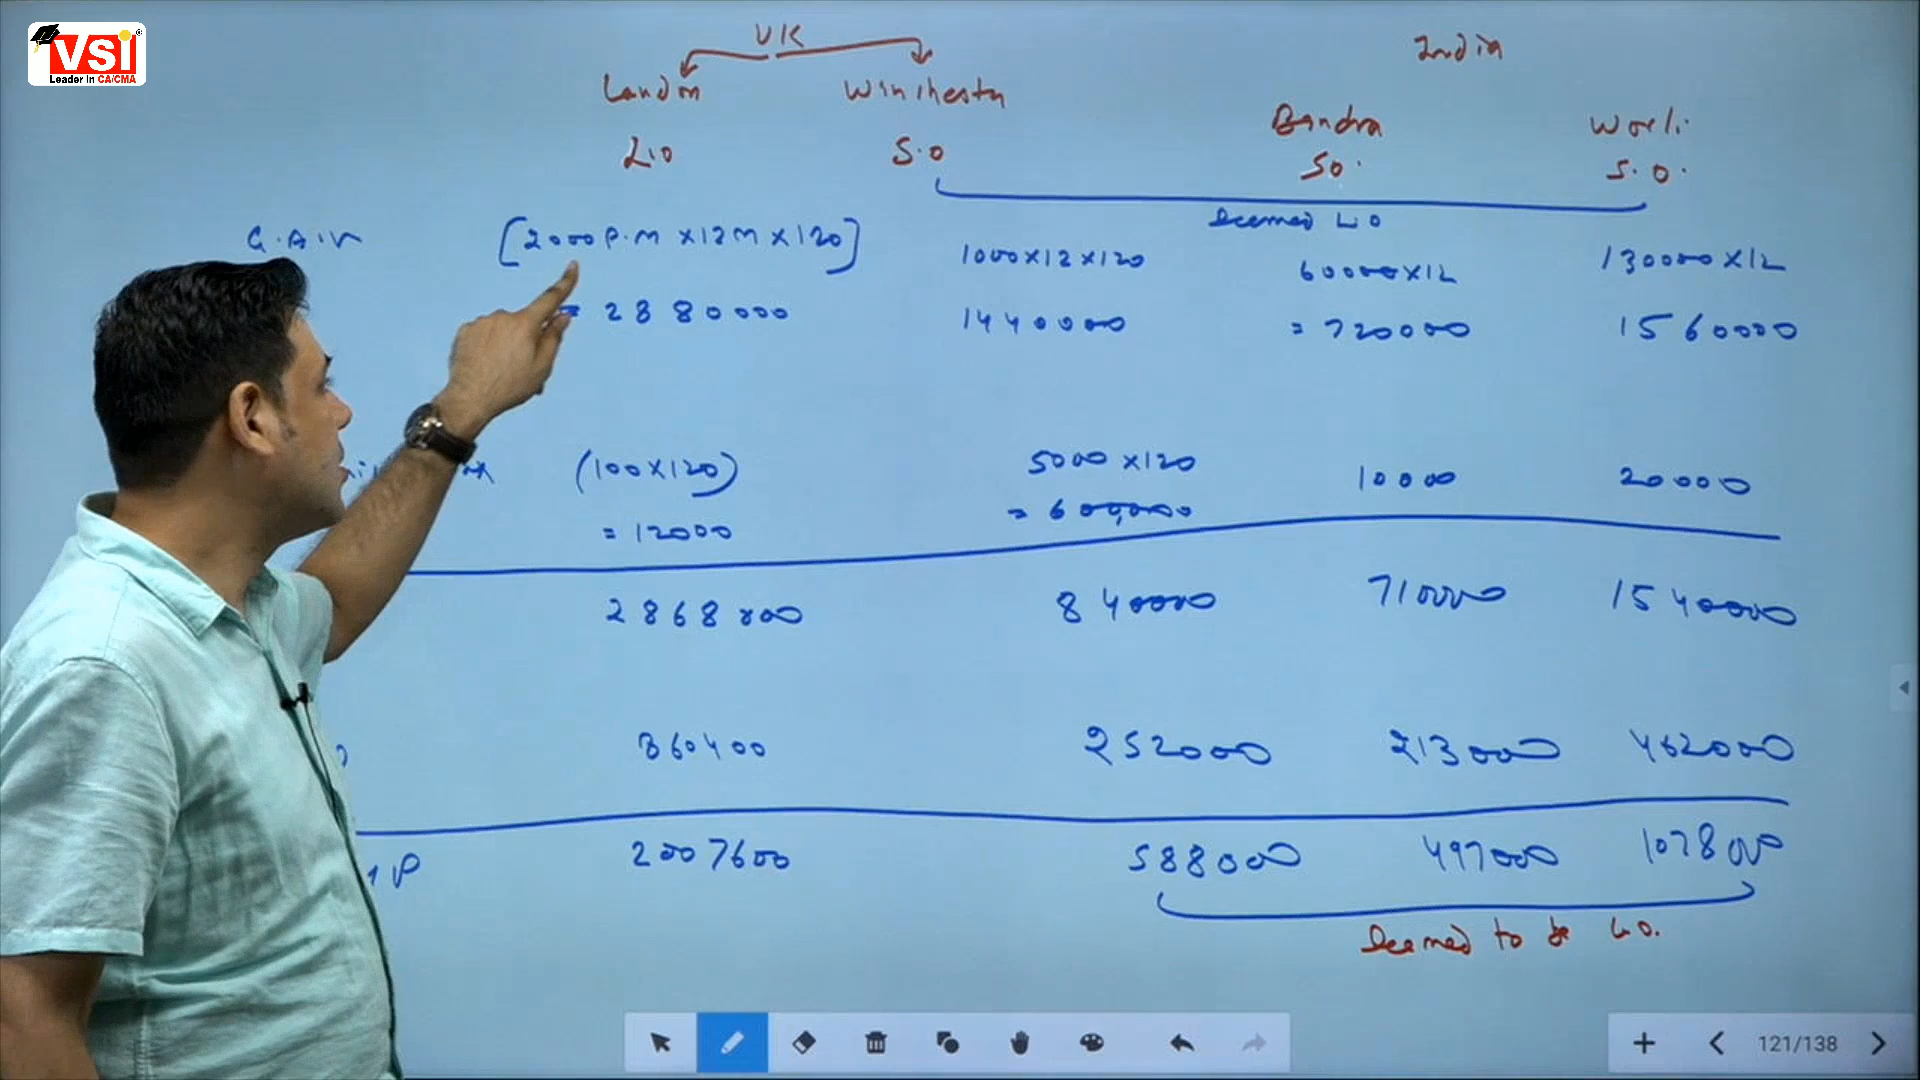 VSI
Leader in CA/CMA
UK
India
London
Winchester
Bandra
Worli
L.O
S.O
S.O.
S.O.
Deemed L O
G.A.V
[2000 P.M X12M X120]
1000X12X120
60000X12
130000X12
= 2880000
1440000
= 720000
1560000
(100X120)
5000X120
10000
20000
= 12000
= 600,000
2868000
840000
710000
1540000
860400
252000
213000
462000
2007600
588000
497000
1078000
Deemed to be L.O.
121/138